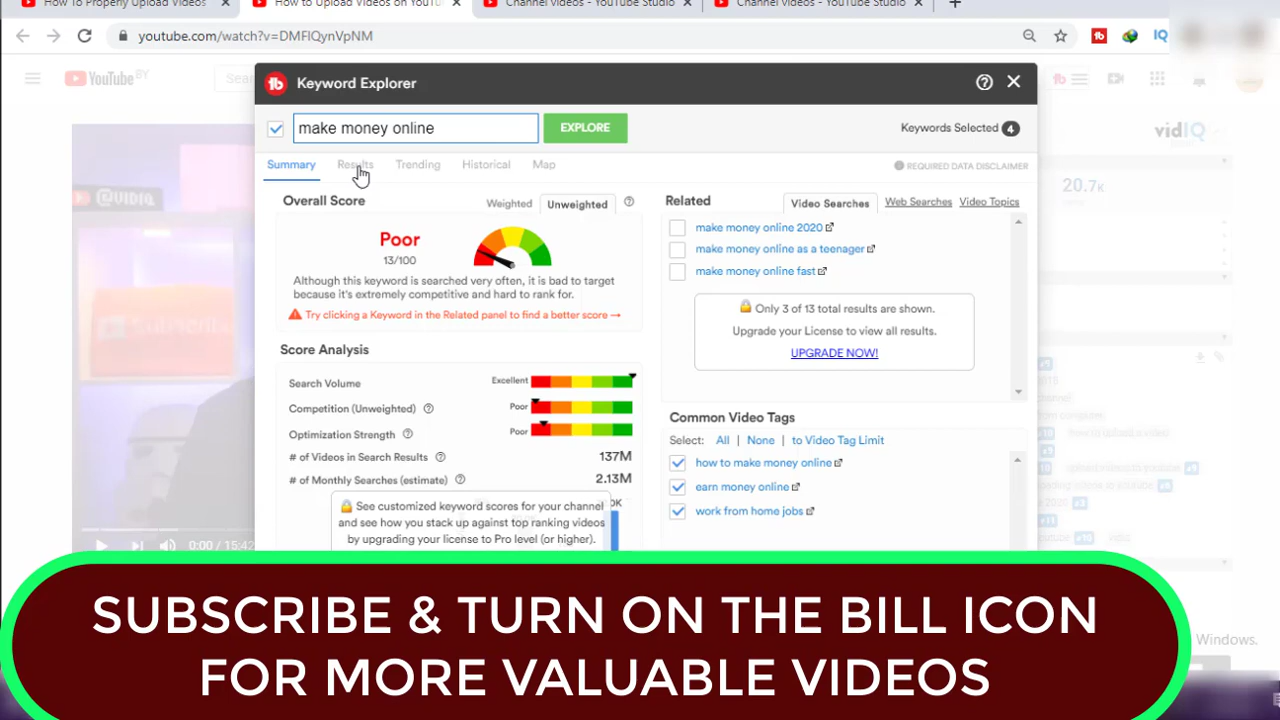 How To Properly Upload Videos
How to Upload Videos on YouTu
Channel videos - YouTube Studio
Channel videos - YouTube Studio
youtube.com/watch?v=DMFlQynVpNM
IQ
YouTube BY
Sea
tb Keyword Explorer
make money online
EXPLORE
Keywords Selected 4
Summary Results Trending Historical Map
REQUIRED DATA DISCLAIMER
Overall Score
Weighted Unweighted
Poor
13/100
Although this keyword is searched very often, it is bad to target
because it's extremely competitive and hard to rank for.
Try clicking a Keyword in the Related panel to find a better score →
Score Analysis
Search Volume Excellent
Competition (Unweighted) Poor
Optimization Strength Poor
# of Videos in Search Results 137M
# of Monthly Searches (estimate) 2.13M
See customized keyword scores for your channel
and see how you stack up against top ranking videos
by upgrading your license to Pro level (or higher).
Related
Video Searches Web Searches Video Topics
make money online 2020
make money online as a teenager
make money online fast
Only 3 of 13 total results are shown.
Upgrade your License to view all results.
UPGRADE NOW!
Common Video Tags
Select: All | None | to Video Tag Limit
how to make money online
earn money online
work from home jobs
vidIQ
20.7K
@VIDIQ
0:00 / 15:42
Windows.
SUBSCRIBE & TURN ON THE BILL ICON
FOR MORE VALUABLE VIDEOS